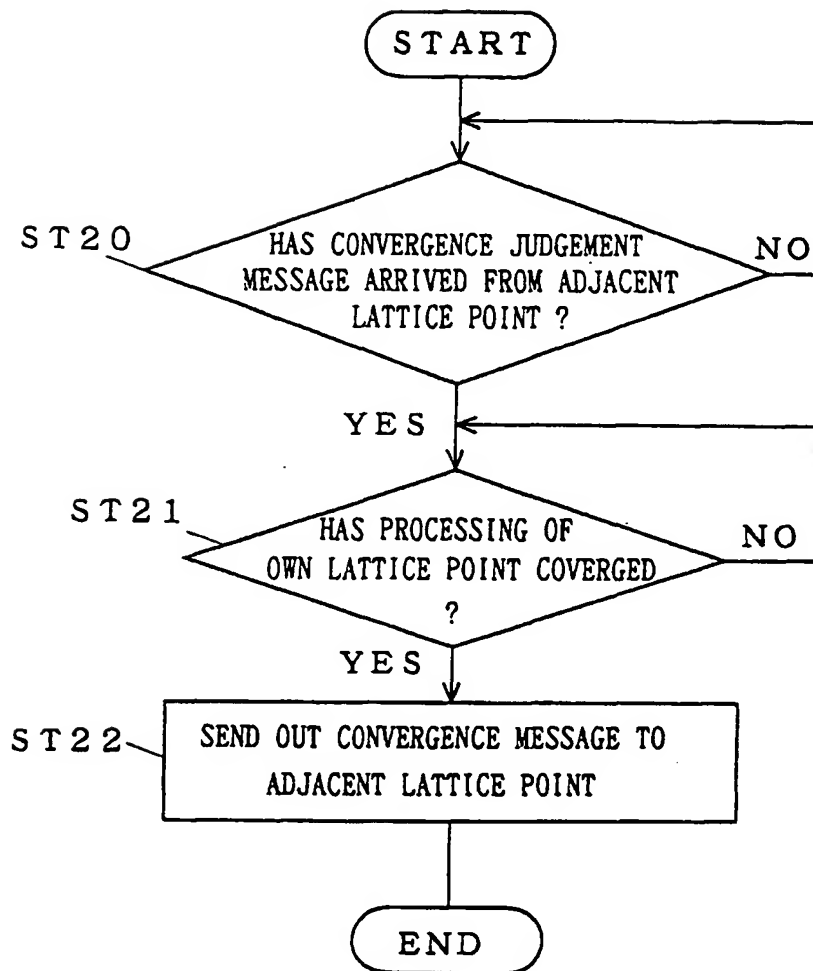 START
ST20
HAS CONVERGENCE JUDGEMENT
MESSAGE ARRIVED FROM ADJACENT
LATTICE POINT ?
NO
YES
ST21
HAS PROCESSING OF
OWN LATTICE POINT COVERGED
?
NO
YES
ST22
SEND OUT CONVERGENCE MESSAGE TO
ADJACENT LATTICE POINT
END